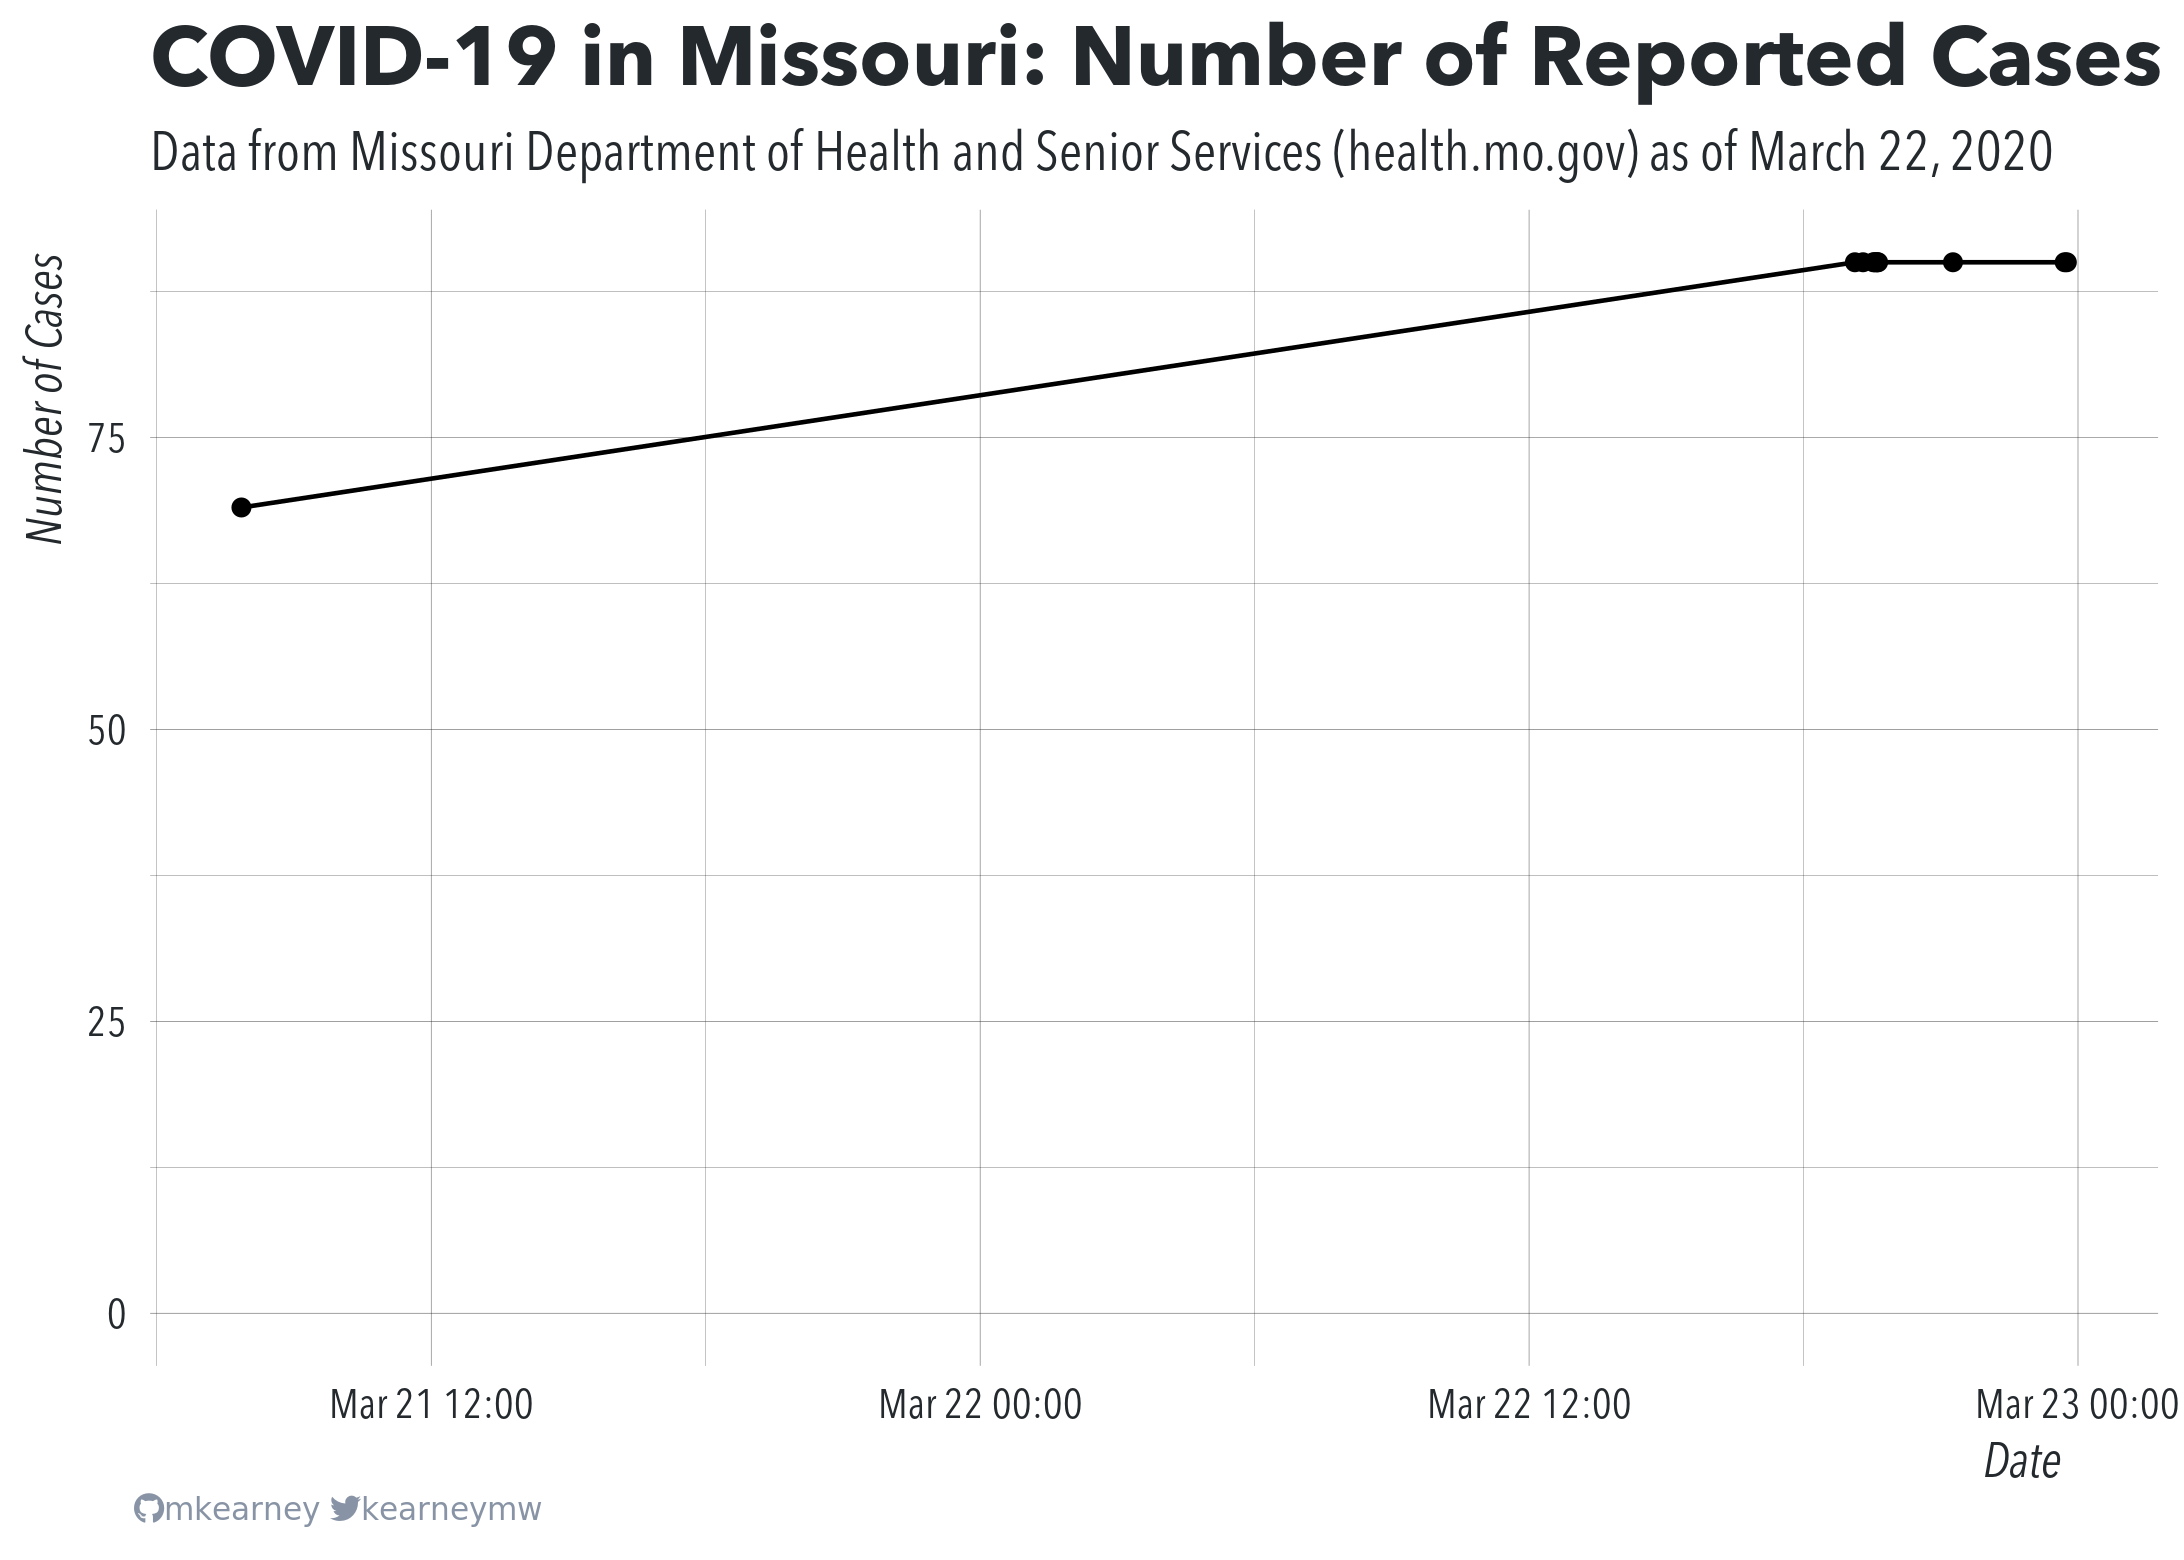 COVID-19 in Missouri: Number of Reported Cases
Data from Missouri Department of Health and Senior Services (health.mo.gov) as of March 22, 2020
Number of Cases
75
50
25
0
Mar 21 12:00
Mar 22 00:00
Mar 22 12:00
Mar 23 00:00
Date
mkearney kearneymw